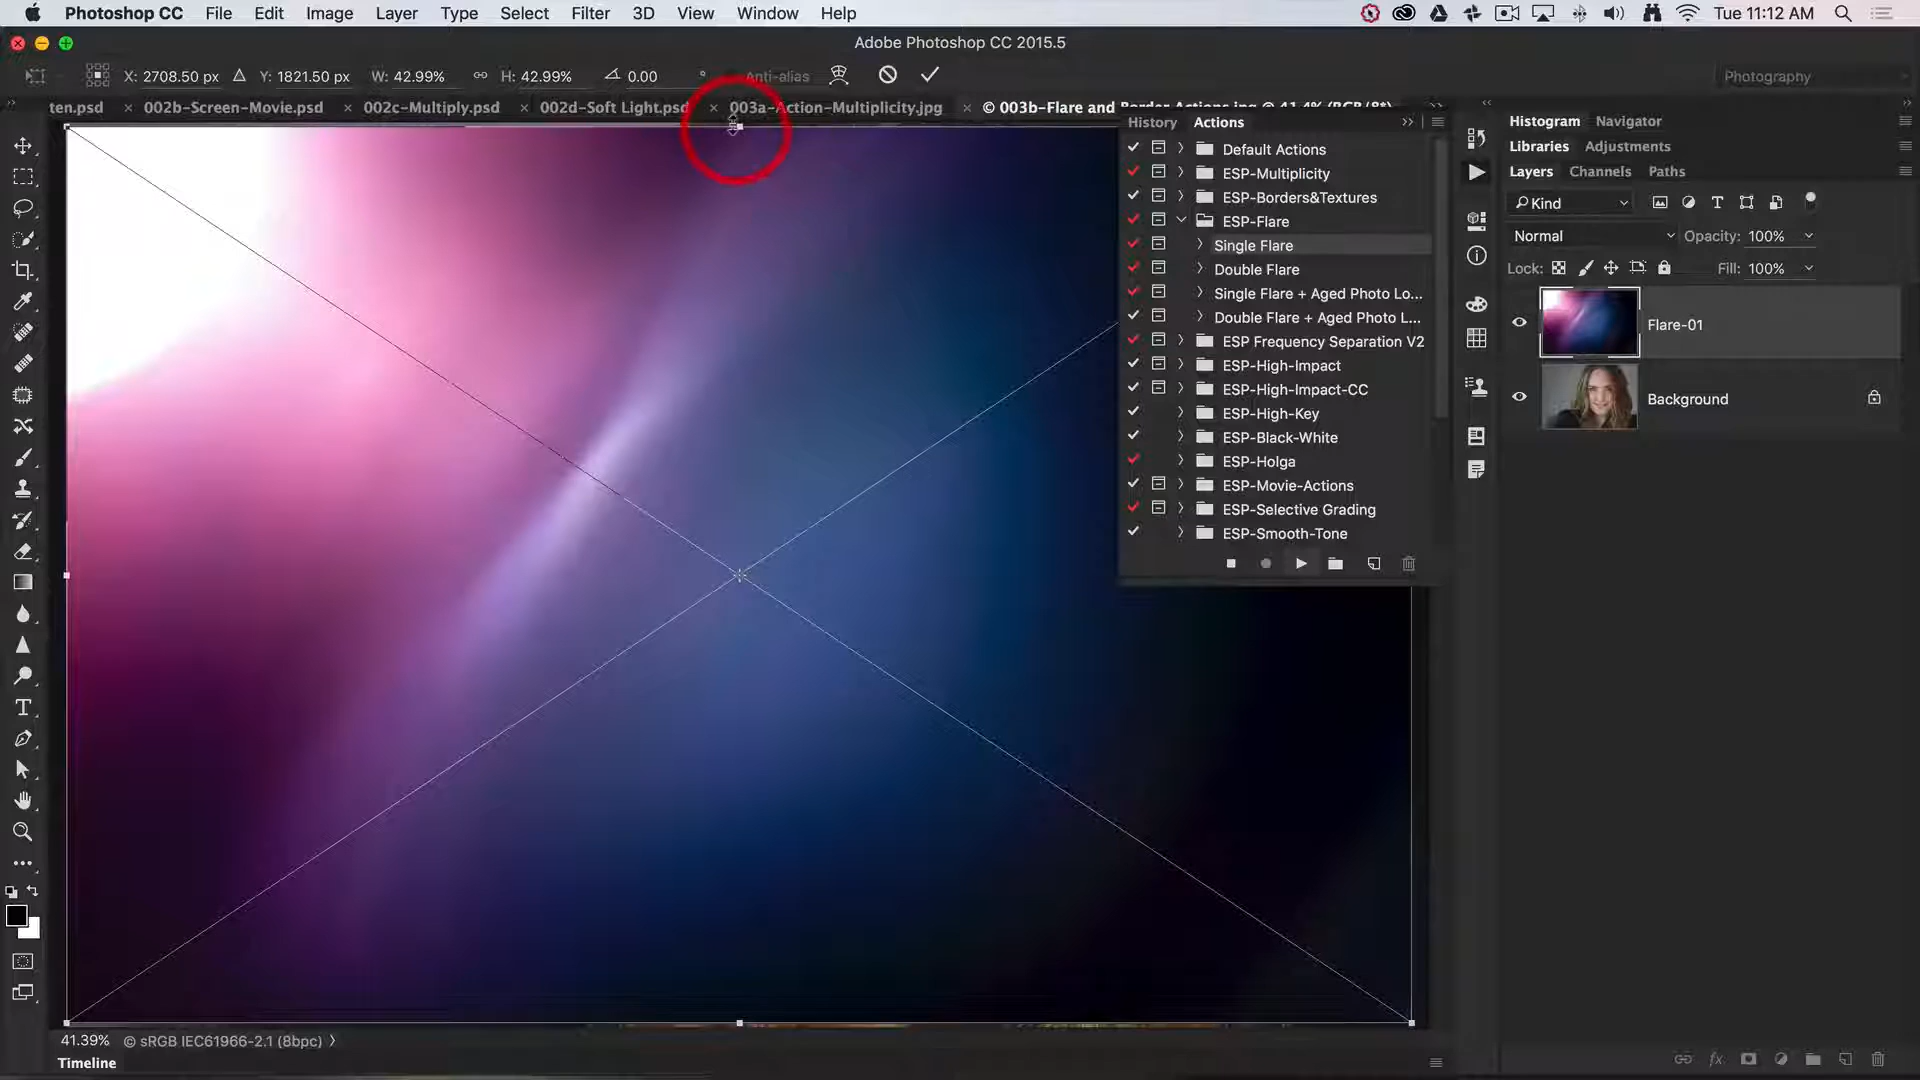 Photoshop CC File Edit Image Layer Type Select Filter 3D View Window Help Tue 11:12 AM
Adobe Photoshop CC 2015.5
X: 2708.50 px Y: 1821.50 px W: 42.99% H: 42.99% 0.00 ° Anti-alias Photography
ten.psd × 002b-Screen-Movie.psd × 002c-Multiply.psd × 002d-Soft Light.psd × 003a-Action-Multiplicity.jpg × © 003b-Flare and Border Actions.jpg @ 41.4% (RGB/8*)
History Actions
Default Actions
ESP-Multiplicity
ESP-Borders&Textures
ESP-Flare
Single Flare
Double Flare
Single Flare + Aged Photo Lo...
Double Flare + Aged Photo L...
ESP Frequency Separation V2
ESP-High-Impact
ESP-High-Impact-CC
ESP-High-Key
ESP-Black-White
ESP-Holga
ESP-Movie-Actions
ESP-Selective Grading
ESP-Smooth-Tone
Histogram Navigator
Libraries Adjustments
Layers Channels Paths
Kind
Normal Opacity: 100%
Lock: Fill: 100%
Flare-01
Background
41.39% © sRGB IEC61966-2.1 (8bpc)
Timeline